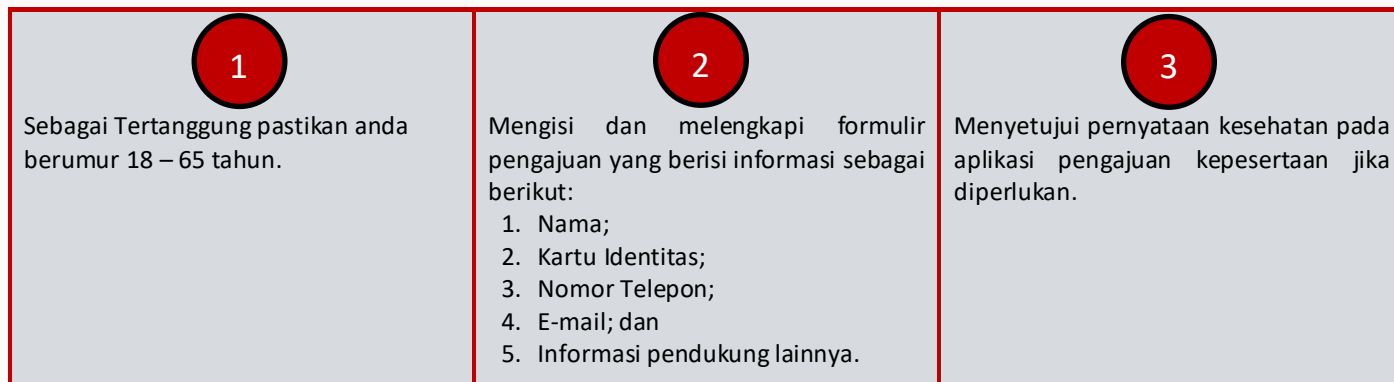 1
Sebagai Tertanggung pastikan anda
berumur 18 – 65 tahun.
2
Mengisi dan melengkapi formulir
pengajuan yang berisi informasi sebagai
berikut:
1. Nama;
2. Kartu Identitas;
3. Nomor Telepon;
4. E-mail; dan
5. Informasi pendukung lainnya.
3
Menyetujui pernyataan kesehatan pada
aplikasi pengajuan kepesertaan jika
diperlukan.